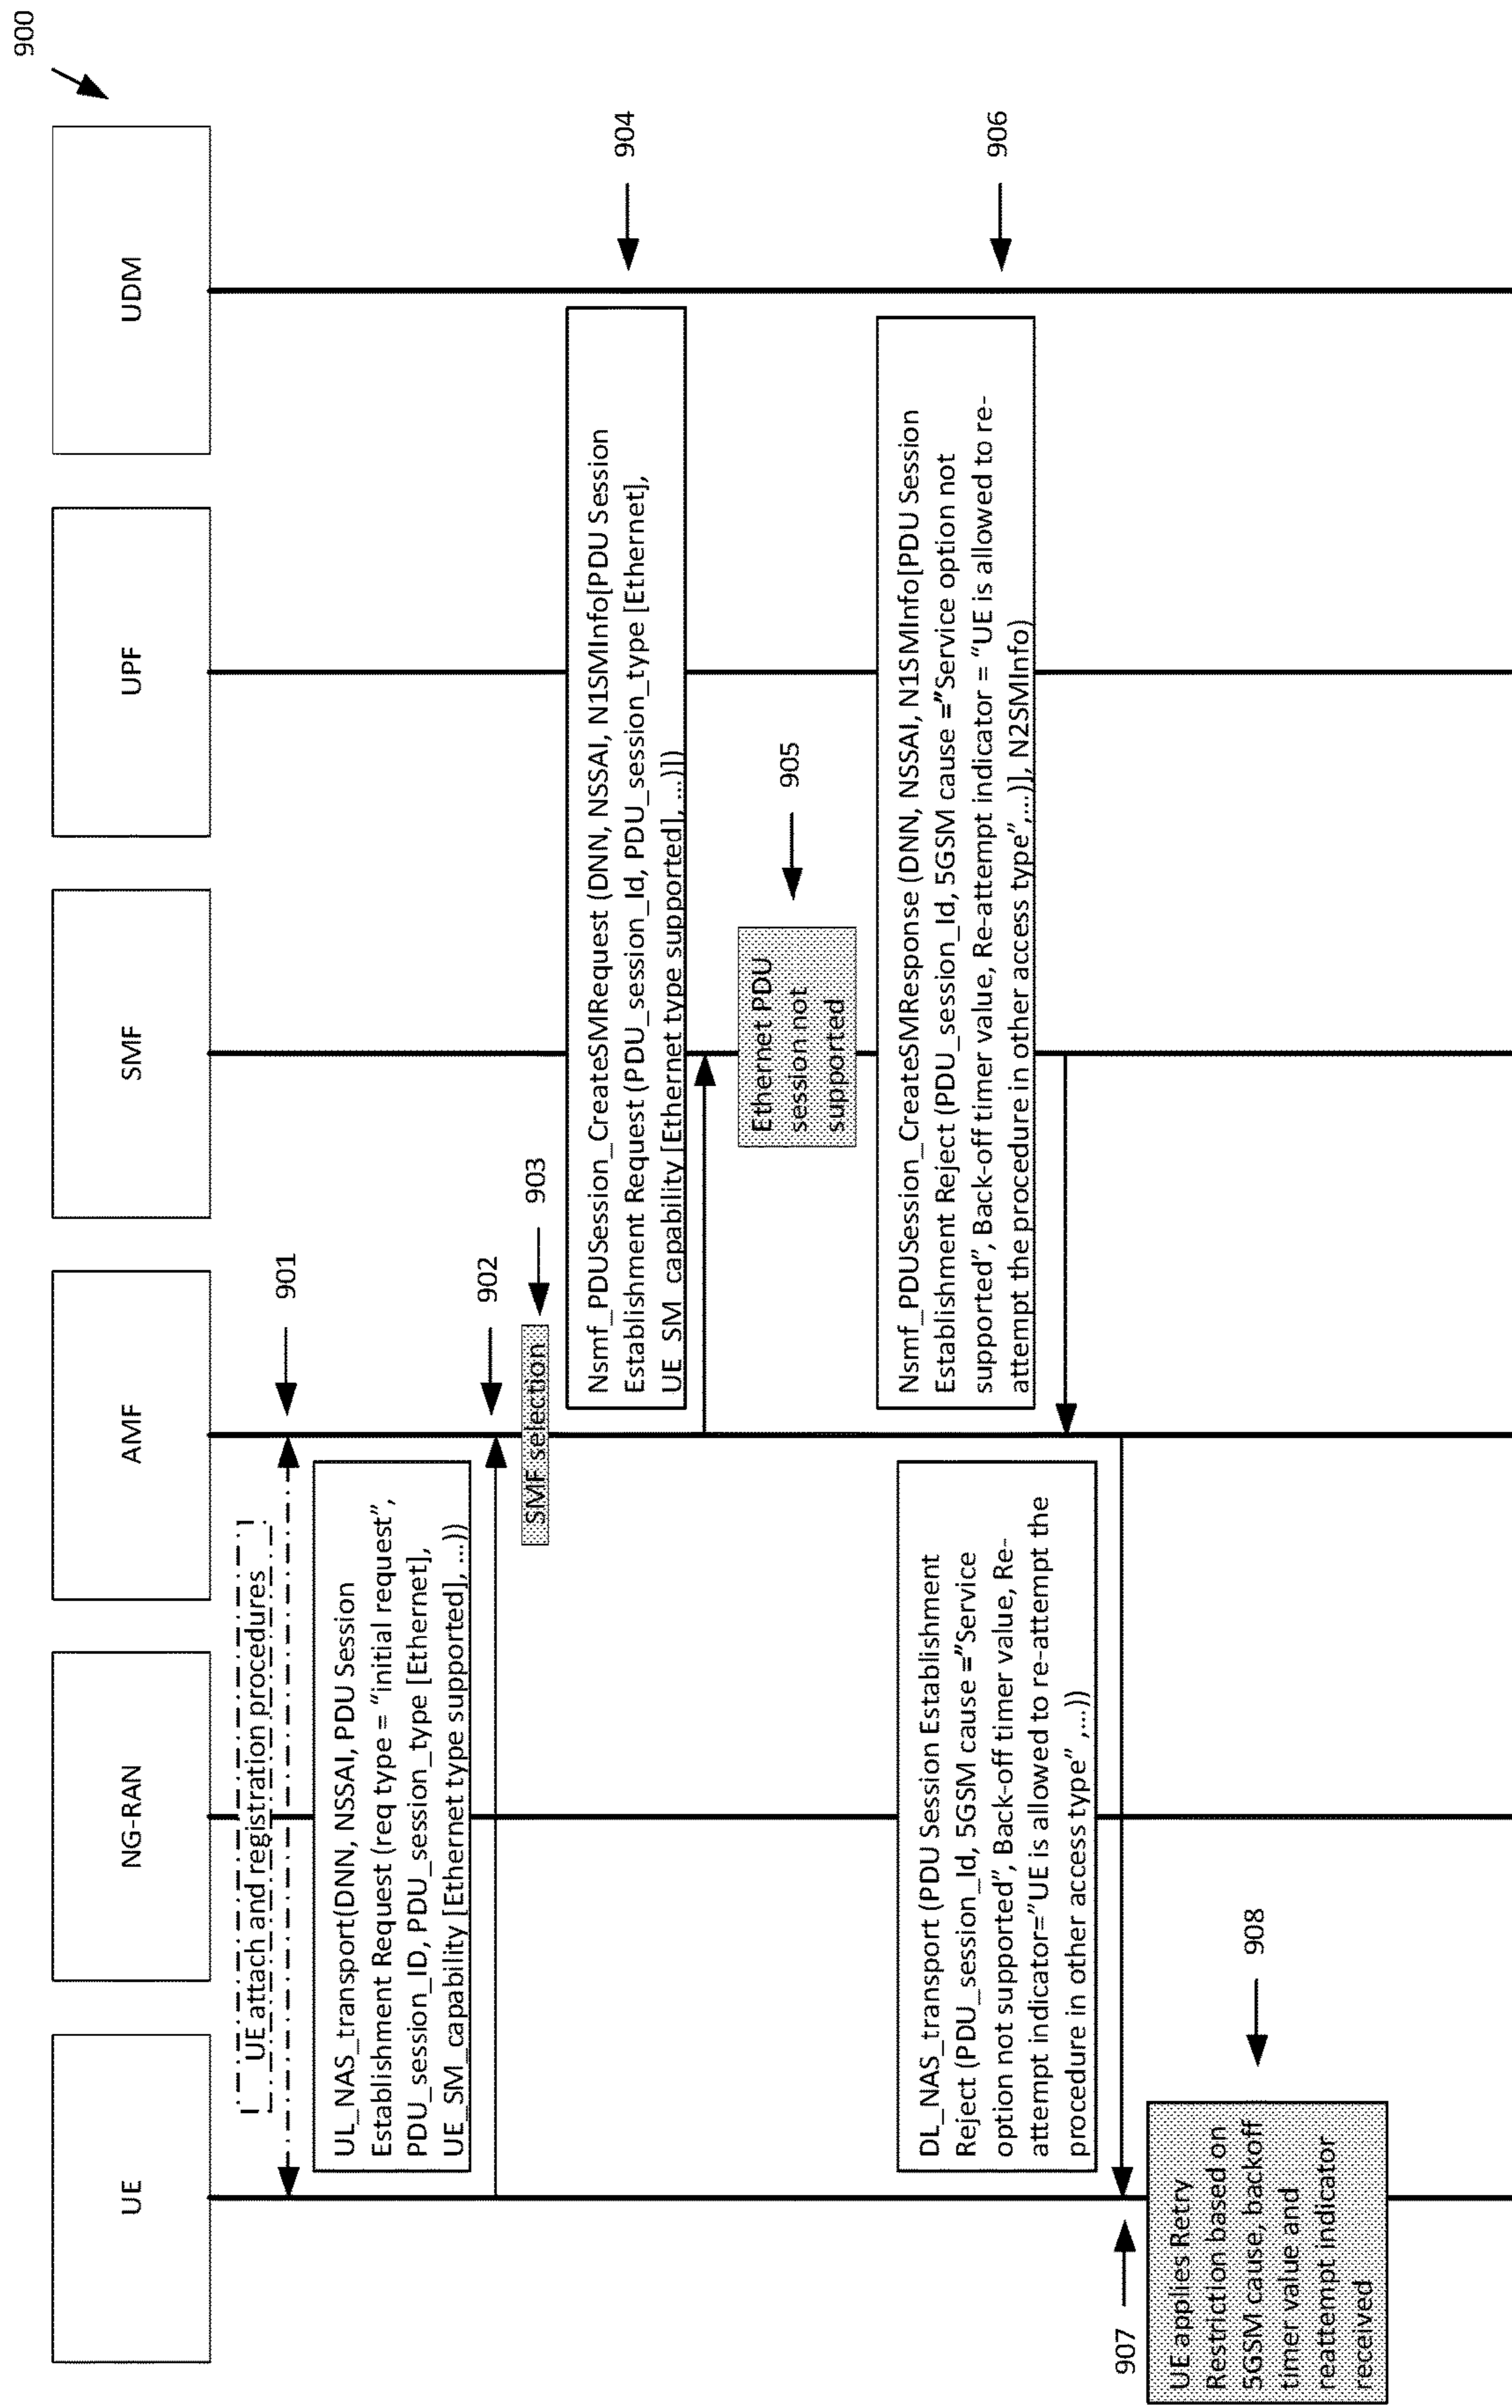 900
UE
NG-RAN
AMF
SMF
UPF
UDM
UE attach and registration procedures
901
UL_NAS_transport(DNN, NSSAI, PDU Session
Establishment Request (req type = “initial request”,
PDU_session_ID, PDU_session_type [Ethernet],
UE_SM_capability [Ethernet type supported], ...))
902
SMF selection
903
Nsmf_PDUSession_CreateSMRequest (DNN, NSSAI, N1SMInfo[PDU Session
Establishment Request (PDU_session_Id, PDU_session_type [Ethernet],
UE_SM_capability [Ethernet type supported], ...)])
904
Ethernet PDU
session not
supported
905
Nsmf_PDUSession_CreateSMResponse (DNN, NSSAI, N1SMInfo[PDU Session
Establishment Reject (PDU_session_Id, 5GSM cause =”Service option not
supported”, Back-off timer value, Re-attempt indicator = “UE is allowed to re-
attempt the procedure in other access type”,...)], N2SMInfo)
906
DL_NAS_transport (PDU Session Establishment
Reject (PDU_session_Id, 5GSM cause =”Service
option not supported”, Back-off timer value, Re-
attempt indicator=”UE is allowed to re-attempt the
procedure in other access type” ,...))
907
UE applies Retry
Restriction based on
5GSM cause, backoff
timer value and
reattempt indicator
received
908